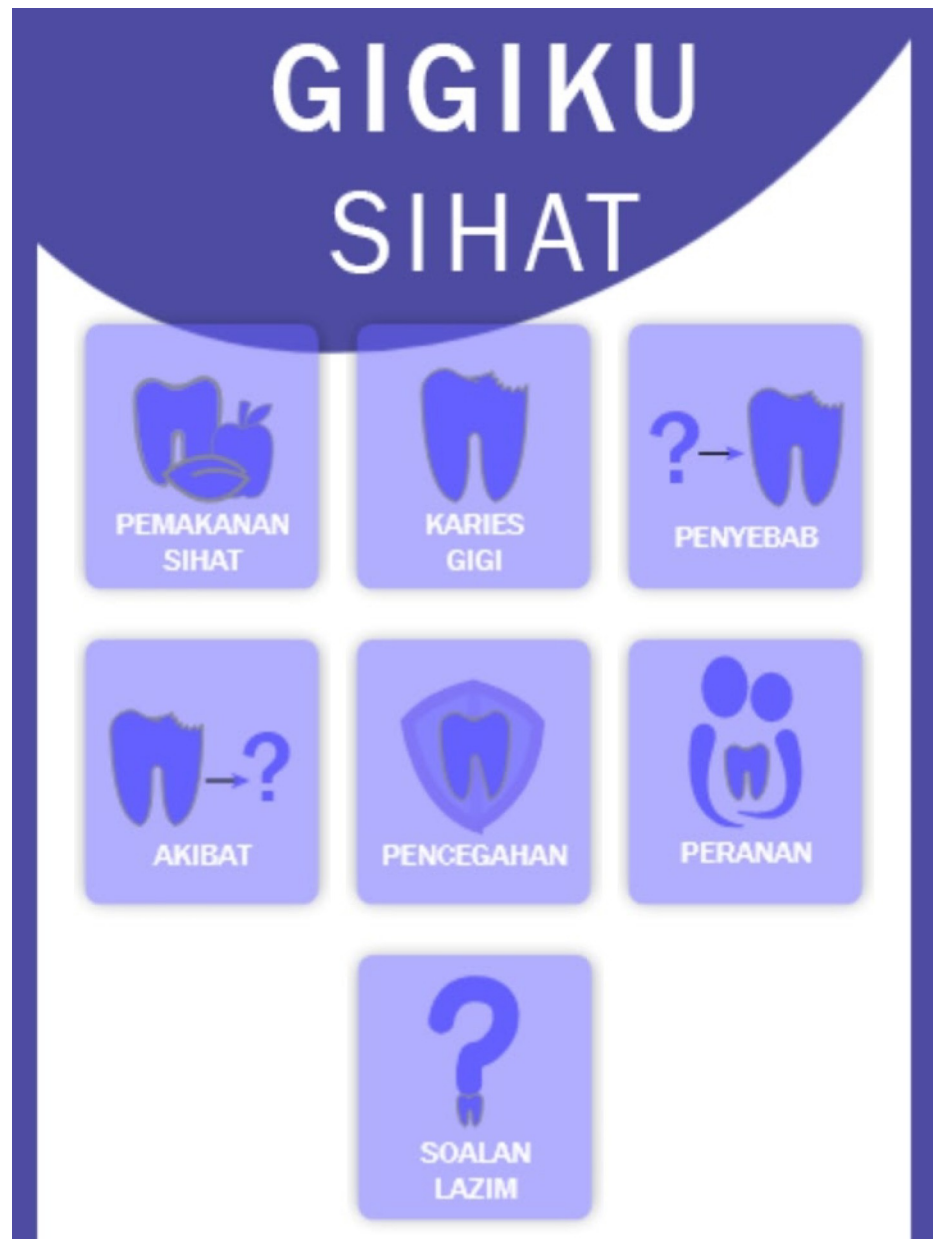 GIGIKU
SIHAT
PEMAKANAN
SIHAT
KARIES
GIGI
?
PENYEBAB
?
AKIBAT
PENCEGAHAN
PERANAN
?
SOALAN
LAZIM